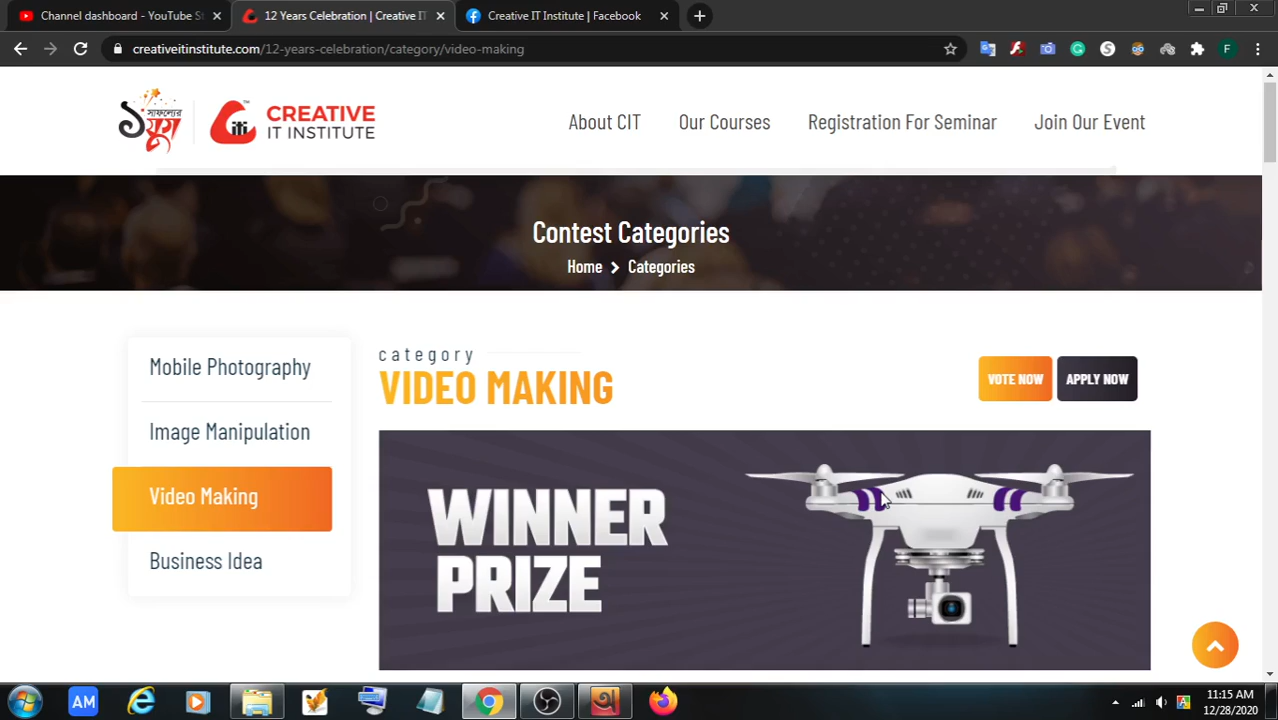 Channel dashboard - YouTube S
12 Years Celebration | Creative IT
Creative IT Institute | Facebook
creativeitinstitute.com/12-years-celebration/category/video-making
F
সাফল্যের
১যুগ
CREATIVE
IT INSTITUTE
About CIT
Our Courses
Registration For Seminar
Join Our Event
Contest Categories
Home
Categories
Mobile Photography
Image Manipulation
Video Making
Business Idea
category
VIDEO MAKING
VOTE NOW
APPLY NOW
WINNER
PRIZE
AM
11:15 AM
12/28/2020